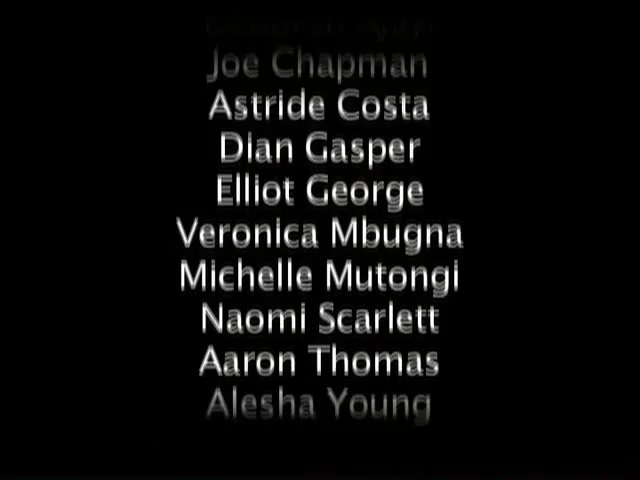 Joe Chapman
Astride Costa
Dian Gasper
Elliot George
Veronica Mbugna
Michelle Mutongi
Naomi Scarlett
Aaron Thomas
Alesha Young